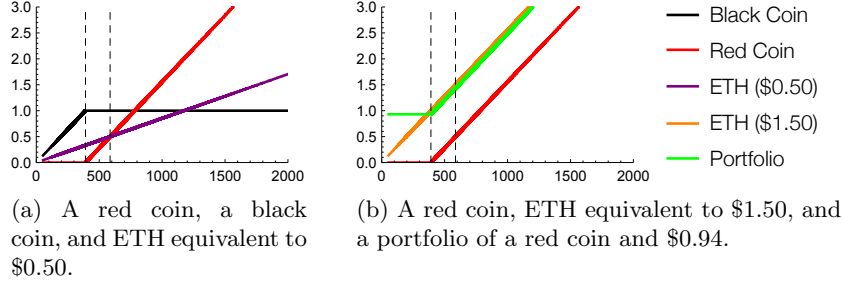 3.0
2.5
2.0
1.5
1.0
0.5
0.0
0 500 1000 1500 2000
3.0
2.5
2.0
1.5
1.0
0.5
0.0
0 500 1000 1500 2000
Black Coin
Red Coin
ETH ($0.50)
ETH ($1.50)
Portfolio
(a) A red coin, a black
coin, and ETH equivalent to
$0.50.
(b) A red coin, ETH equivalent to $1.50, and
a portfolio of a red coin and $0.94.